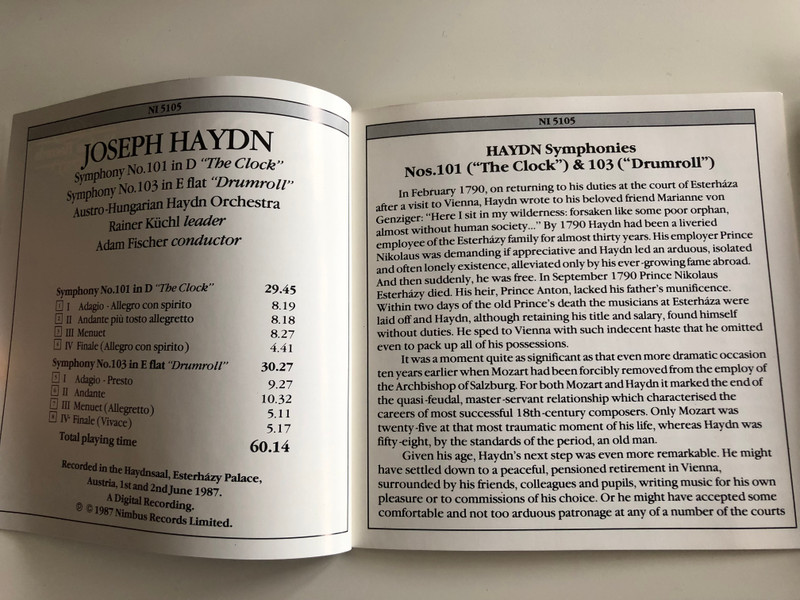 NI 5105
JOSEPH HAYDN
Symphony No.101 in D "The Clock"
Symphony No.103 in E flat "Drumroll"
Austro-Hungarian Haydn Orchestra
Rainer Küchl leader
Adam Fischer conductor
Symphony No.101 in D "The Clock" 29.45
1 I Adagio - Allegro con spirito 8.19
2 II Andante più tosto allegretto 8.18
3 III Menuet 8.27
4 IV Finale (Allegro con spirito) 4.41
Symphony No.103 in E flat "Drumroll" 30.27
5 I Adagio - Presto 9.27
6 II Andante 10.32
7 III Menuet (Allegretto) 5.11
8 IV Finale (Vivace) 5.17
Total playing time 60.14
Recorded in the Haydnsaal, Esterházy Palace,
Austria, 1st and 2nd June 1987.
A Digital Recording.
℗ © 1987 Nimbus Records Limited.
NI 5105
HAYDN Symphonies
Nos.101 ("The Clock") & 103 ("Drumroll")
In February 1790, on returning to his duties at the court of Esterháza
after a visit to Vienna, Haydn wrote to his beloved friend Marianne von
Genziger: "Here I sit in my wilderness: forsaken like some poor orphan,
almost without human society..." By 1790 Haydn had been a liveried
employee of the Esterházy family for almost thirty years. His employer Prince
Nikolaus was demanding if appreciative and Haydn led an arduous, isolated
and often lonely existence, alleviated only by his ever-growing fame abroad.
And then suddenly, he was free. In September 1790 Prince Nikolaus
Esterházy died. His heir, Prince Anton, lacked his father's munificence.
Within two days of the old Prince's death the musicians at Esterháza were
laid off and Haydn, although retaining his title and salary, found himself
without duties. He sped to Vienna with such indecent haste that he omitted
even to pack up all of his possessions.
It was a moment quite as significant as that even more dramatic occasion
ten years earlier when Mozart had been forcibly removed from the employ of
the Archbishop of Salzburg. For both Mozart and Haydn it marked the end of
the quasi-feudal, master-servant relationship which characterised the
careers of most successful 18th-century composers. Only Mozart was
twenty-five at that most traumatic moment of his life, whereas Haydn was
fifty-eight, by the standards of the period, an old man.
Given his age, Haydn's next step was even more remarkable. He might
have settled down to a peaceful, pensioned retirement in Vienna,
surrounded by his friends, colleagues and pupils, writing music for his own
pleasure or to commissions of his choice. Or he might have accepted some
comfortable and not too arduous patronage at any of a number of the courts